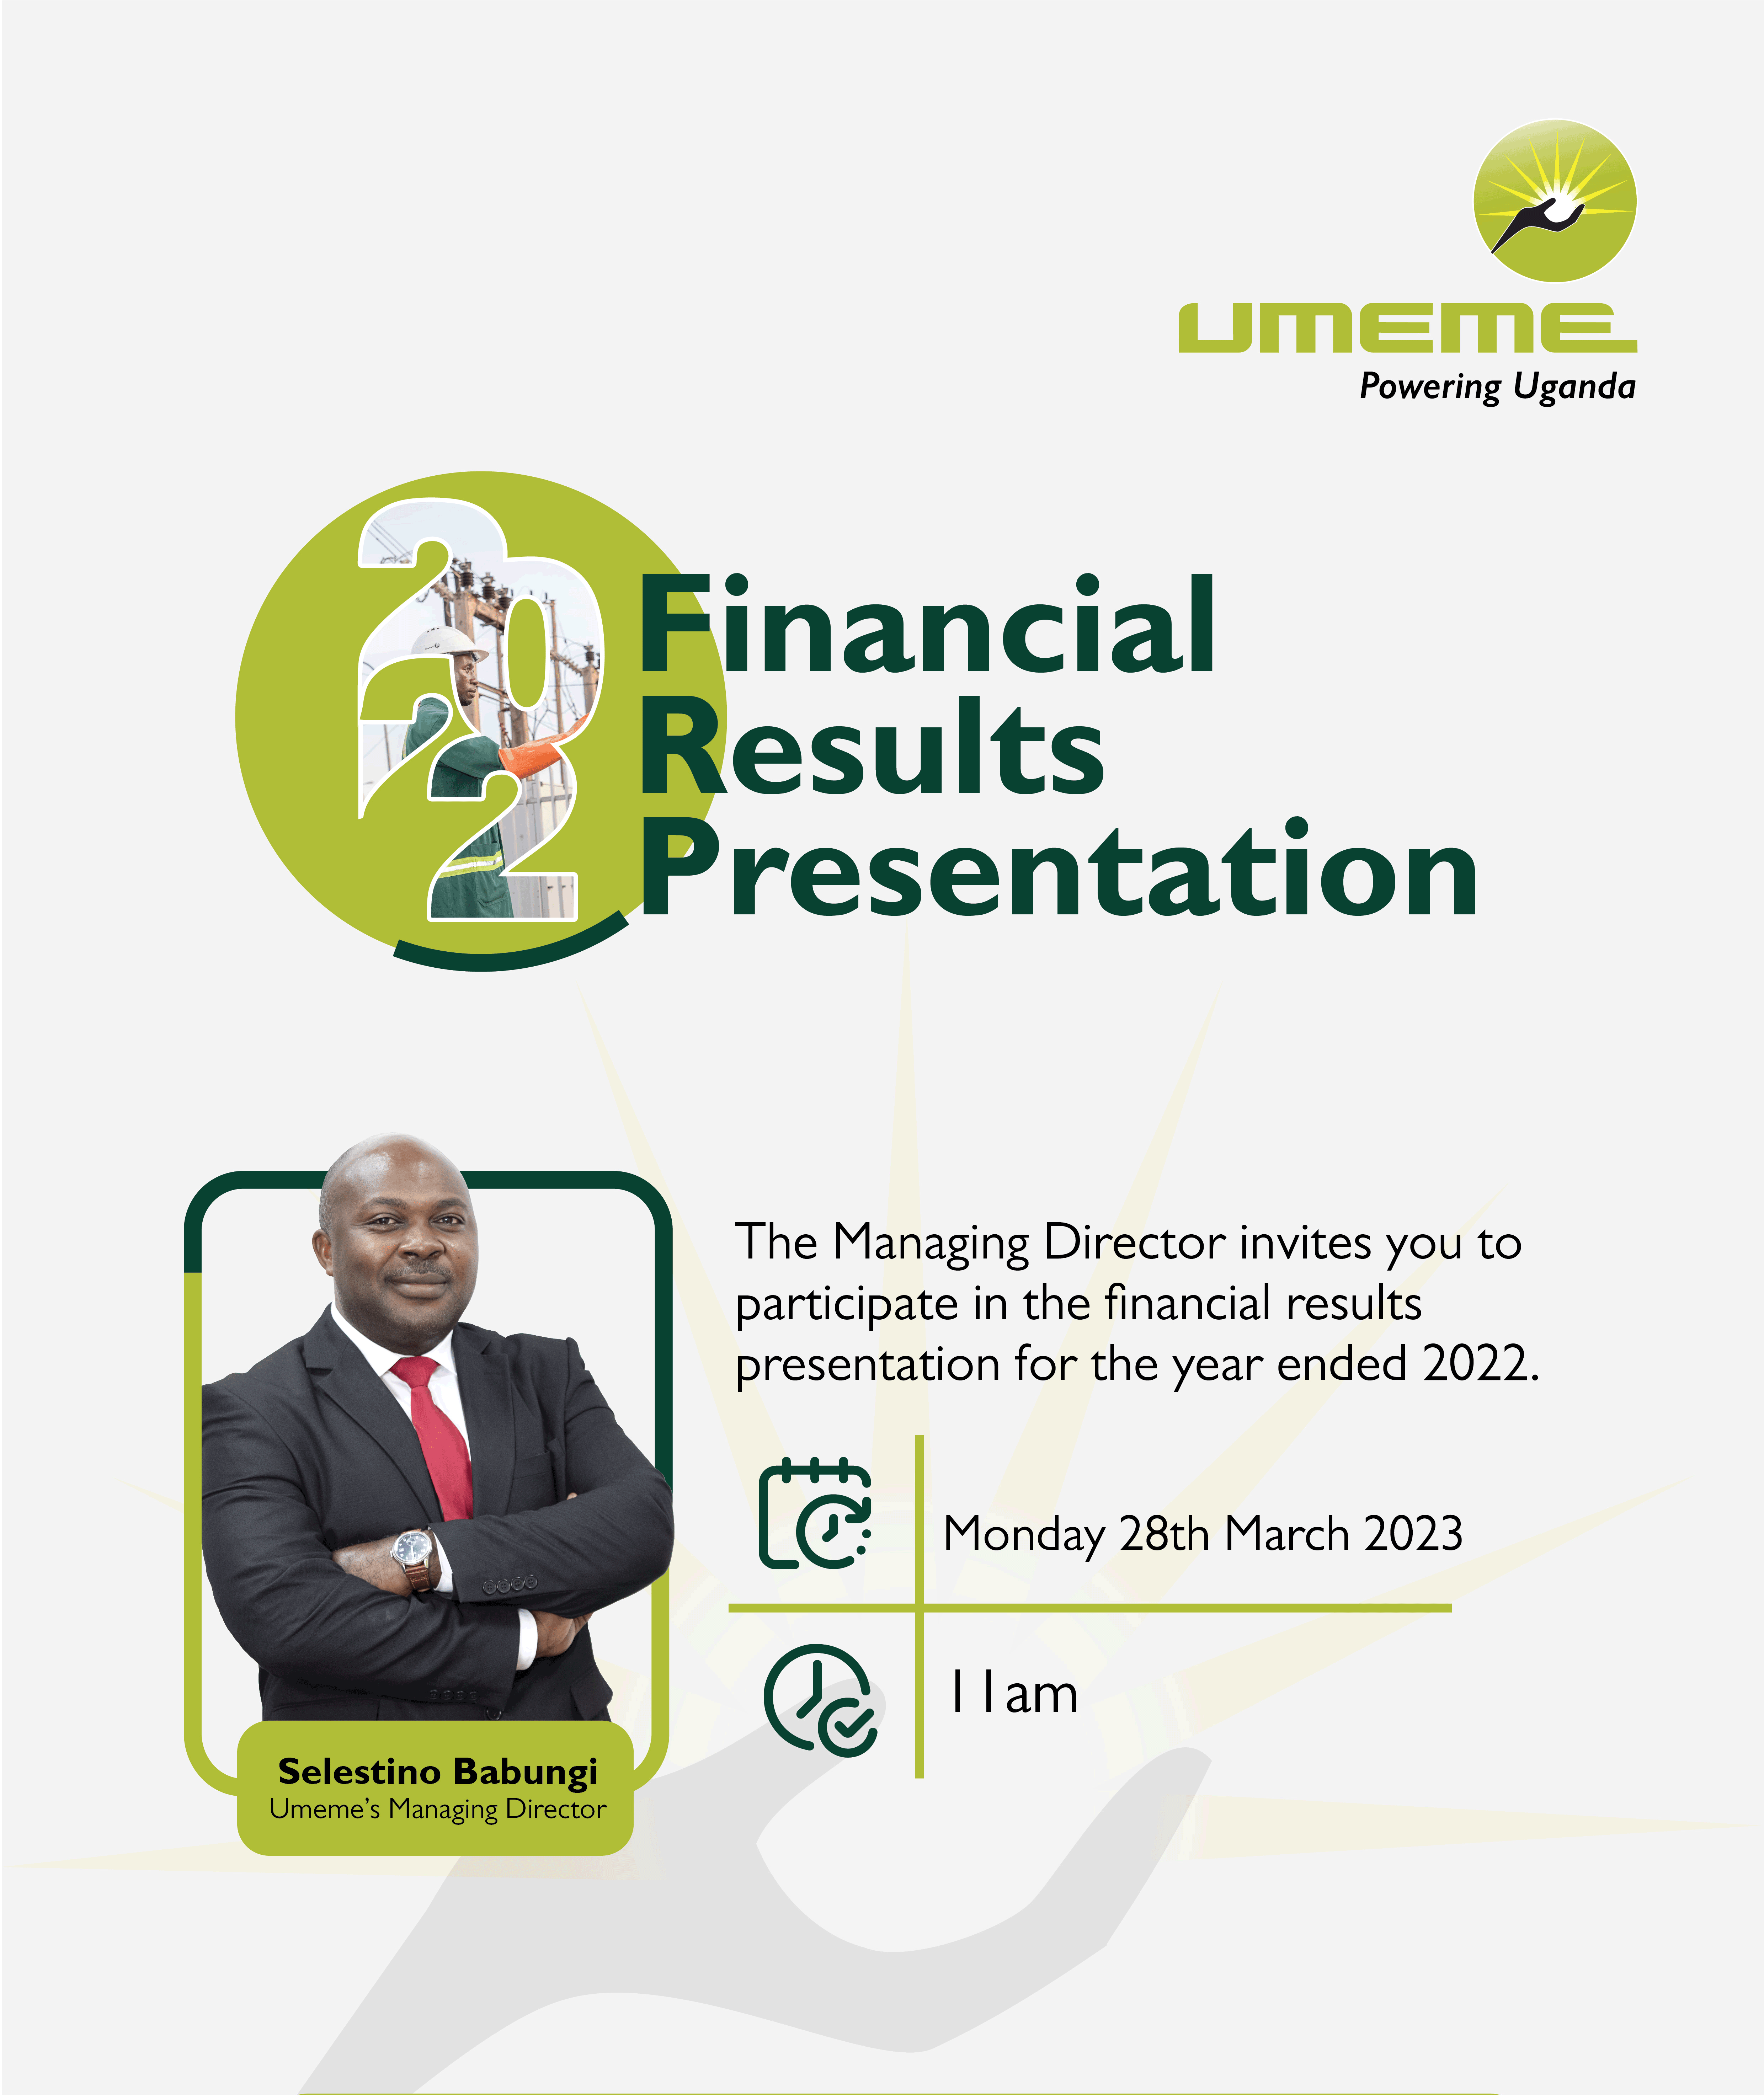 UMEME
Powering Uganda
2022
Financial
Results
Presentation
The Managing Director invites you to
participate in the financial results
presentation for the year ended 2022.
Monday 28th March 2023
11am
Selestino Babungi
Umeme's Managing Director